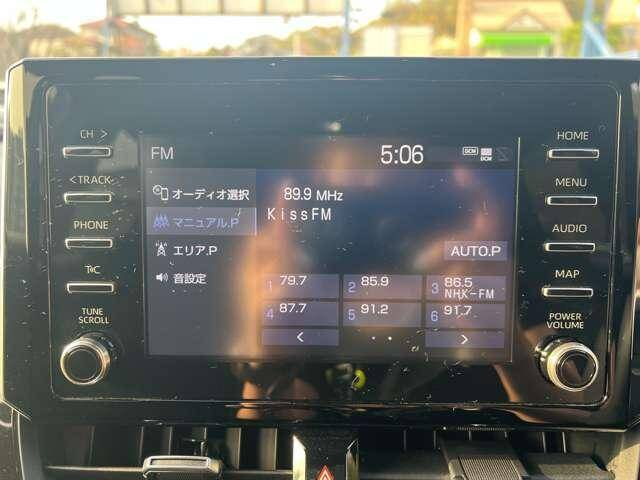 CH >
< TRACK
PHONE
T C
TUNE
SCROLL
FM
5:06
DCM
DCM
オーディオ選択
マニュアル.P
エリア.P
音設定
89.9 MHz
KissFM
AUTO.P
1 79.7
2 85.9
3 86.5
NHK-FM
4 87.7
5 91.2
6 91.7
<
>
HOME
MENU
AUDIO
MAP
POWER
VOLUME